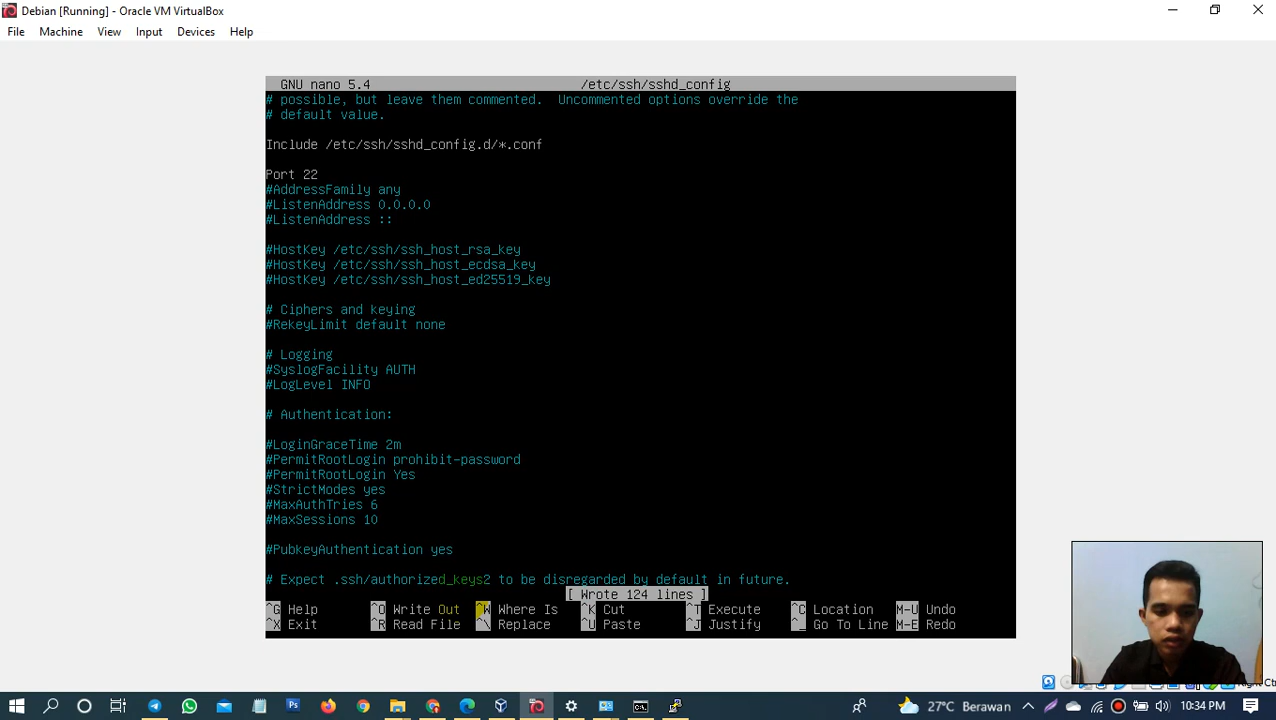 Debian [Running] - Oracle VM VirtualBox
File Machine View Input Devices Help
GNU nano 5.4 /etc/ssh/sshd_config
# possible, but leave them commented. Uncommented options override the
# default value.
Include /etc/ssh/sshd_config.d/*.conf
Port 22
#AddressFamily any
#ListenAddress 0.0.0.0
#ListenAddress ::
#HostKey /etc/ssh/ssh_host_rsa_key
#HostKey /etc/ssh/ssh_host_ecdsa_key
#HostKey /etc/ssh/ssh_host_ed25519_key
# Ciphers and keying
#RekeyLimit default none
# Logging
#SyslogFacility AUTH
#LogLevel INFO
# Authentication:
#LoginGraceTime 2m
#PermitRootLogin prohibit-password
#PermitRootLogin Yes
#StrictModes yes
#MaxAuthTries 6
#MaxSessions 10
#PubkeyAuthentication yes
# Expect .ssh/authorized_keys2 to be disregarded by default in future.
[ Wrote 124 lines ]
^G Help ^O Write Out ^W Where Is ^K Cut ^T Execute ^C Location M-U Undo
^X Exit ^R Read File ^\ Replace ^U Paste ^J Justify ^_ Go To Line M-E Redo
Right Ctr
27°C Berawan 10:34 PM